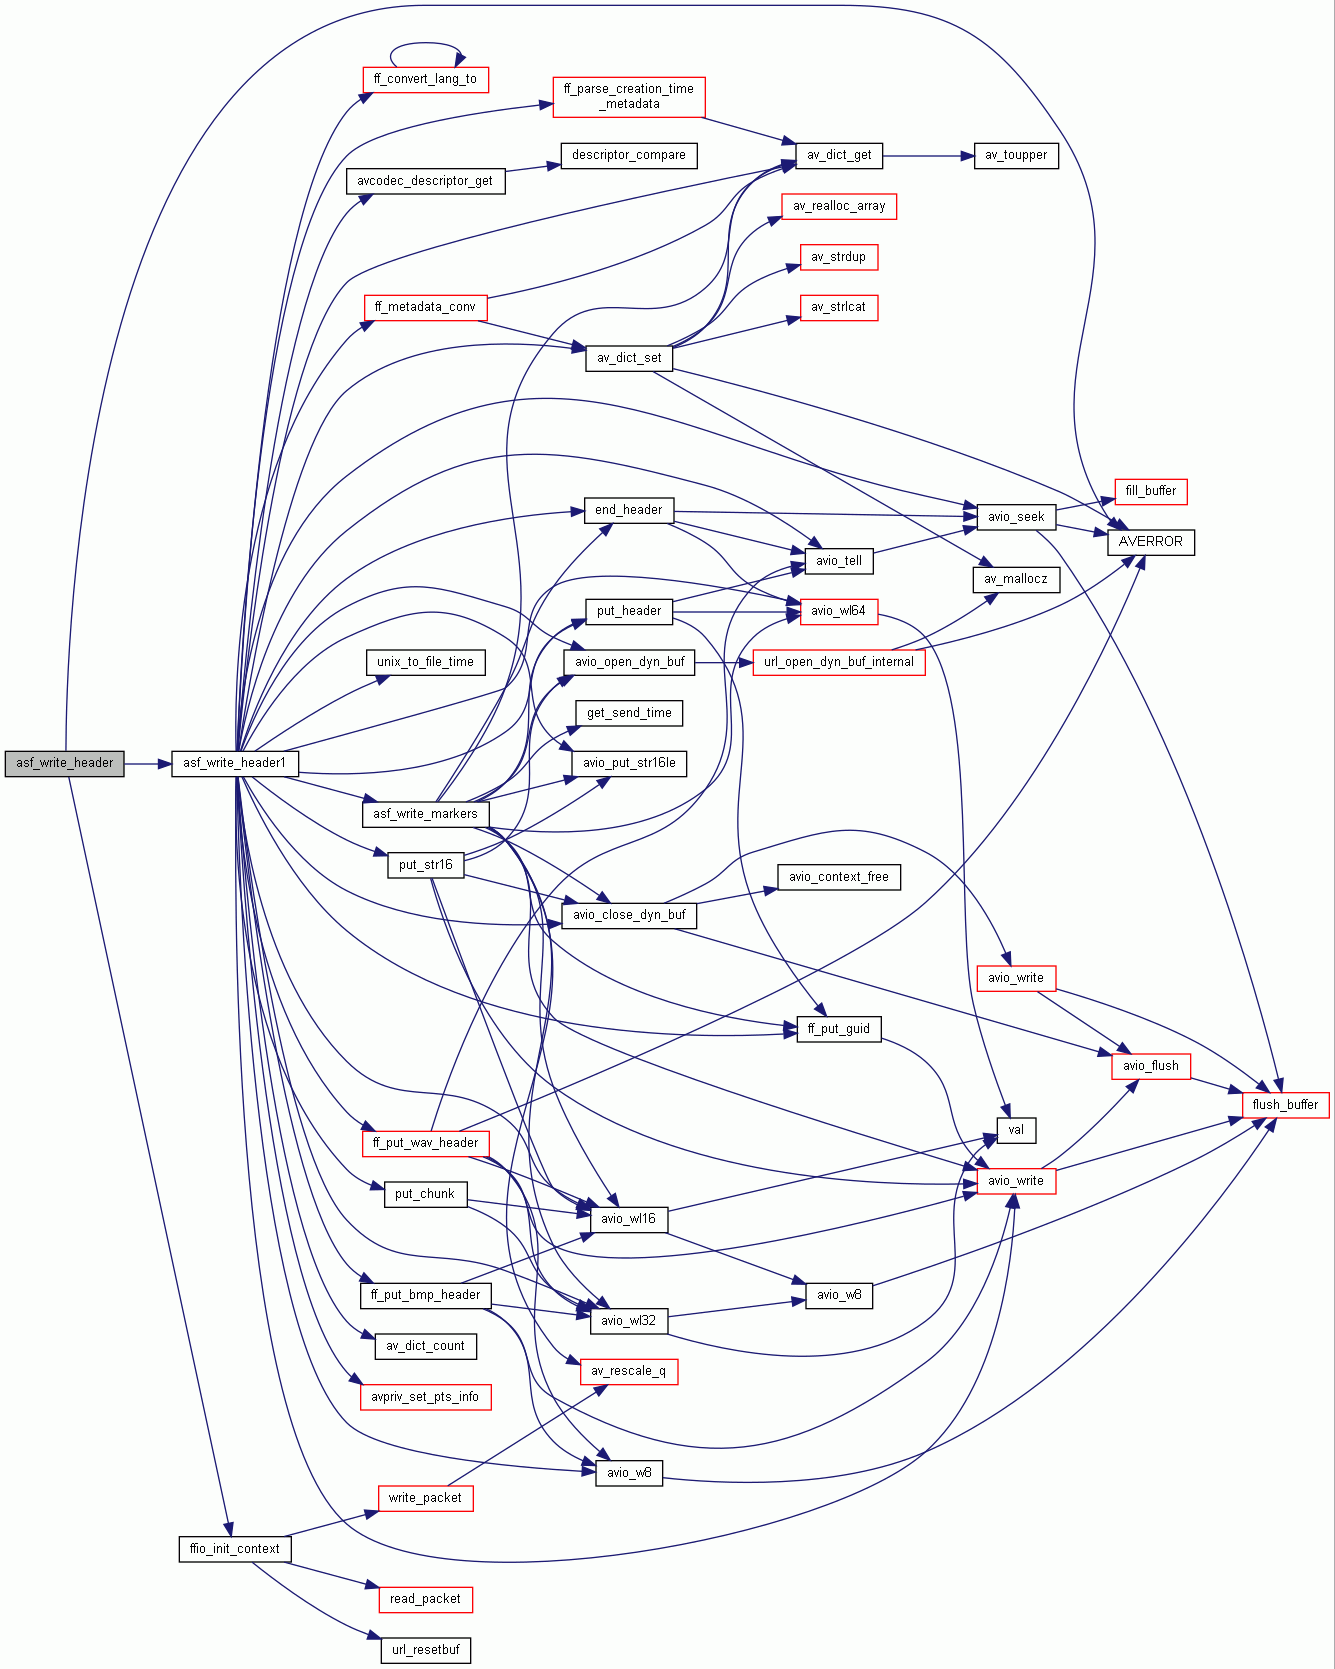 ff_convert_lang_to
ff_parse_creation_time
_metadata
descriptor_compare
av_dict_get
av_toupper
avcodec_descriptor_get
av_realloc_array
av_strdup
ff_metadata_conv
av_strlcat
av_dict_set
fill_buffer
end_header
avio_seek
AVERROR
avio_tell
av_mallocz
put_header
avio_wl64
unix_to_file_time
avio_open_dyn_buf
url_open_dyn_buf_internal
get_send_time
asf_write_header
asf_write_header1
avio_put_str16le
asf_write_markers
put_str16
avio_context_free
avio_close_dyn_buf
avio_write
ff_put_guid
avio_flush
flush_buffer
ff_put_wav_header
val
avio_write
put_chunk
avio_wl16
ff_put_bmp_header
avio_w8
avio_wl32
av_dict_count
av_rescale_q
avpriv_set_pts_info
avio_w8
write_packet
ffio_init_context
read_packet
url_resetbuf